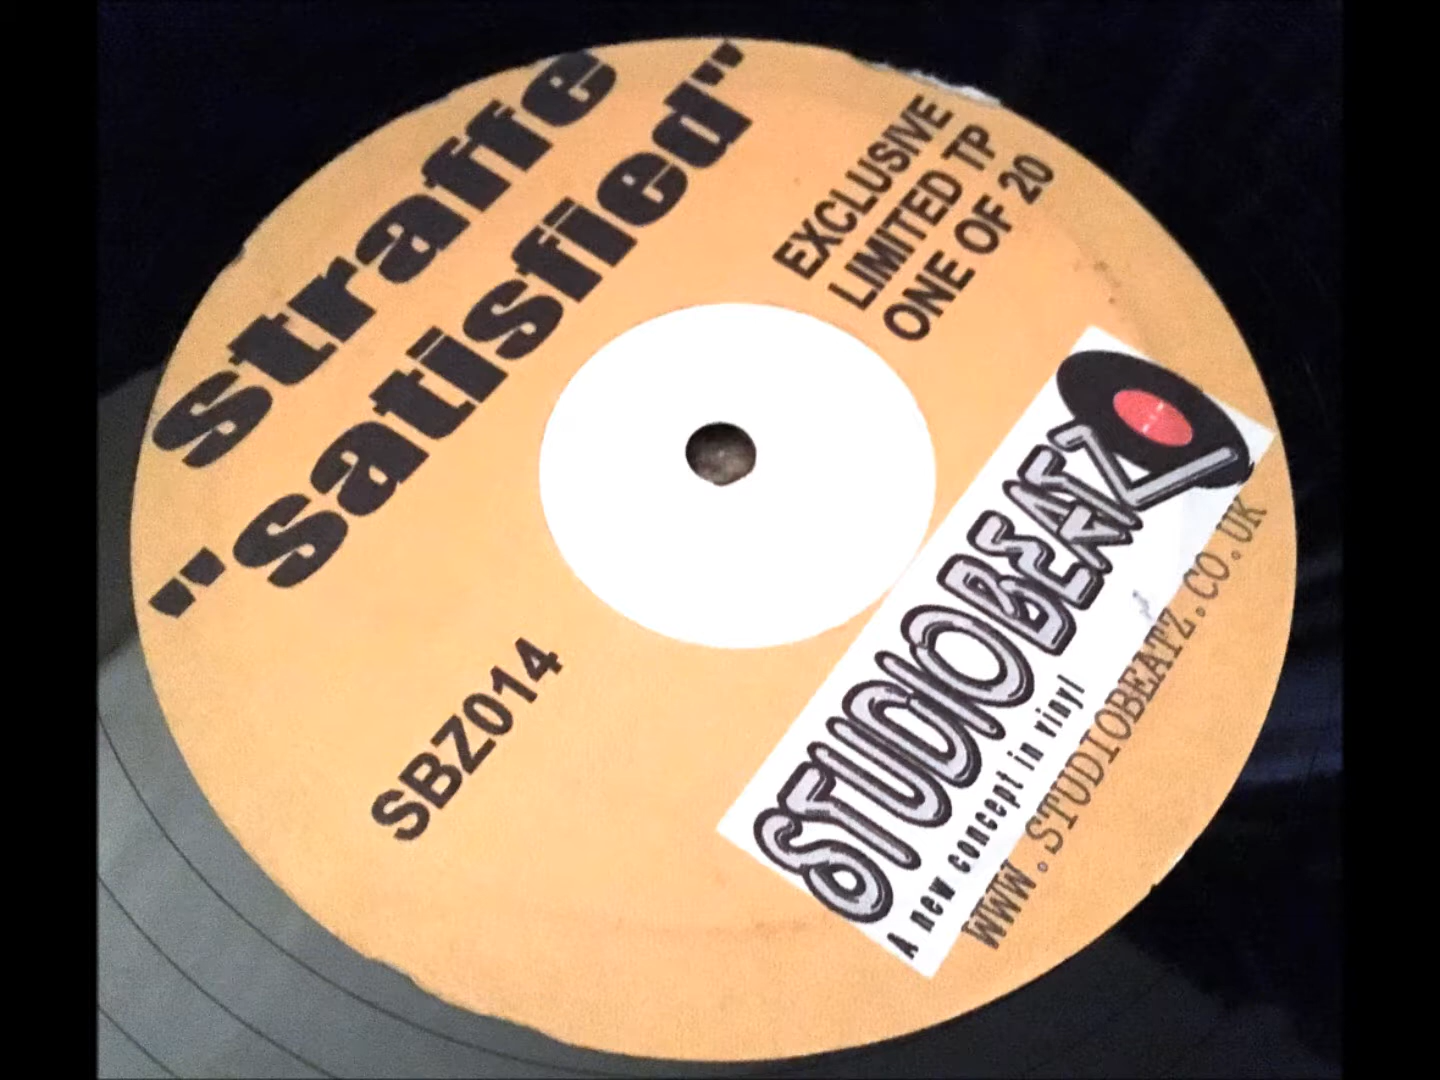 straffe
"satisfied"
EXCLUSIVE
LIMITED TP
ONE OF 20
SBZ014
STUDIOBEATZ
A new concept in vinyl
WWW.STUDIOBEATZ.CO.UK